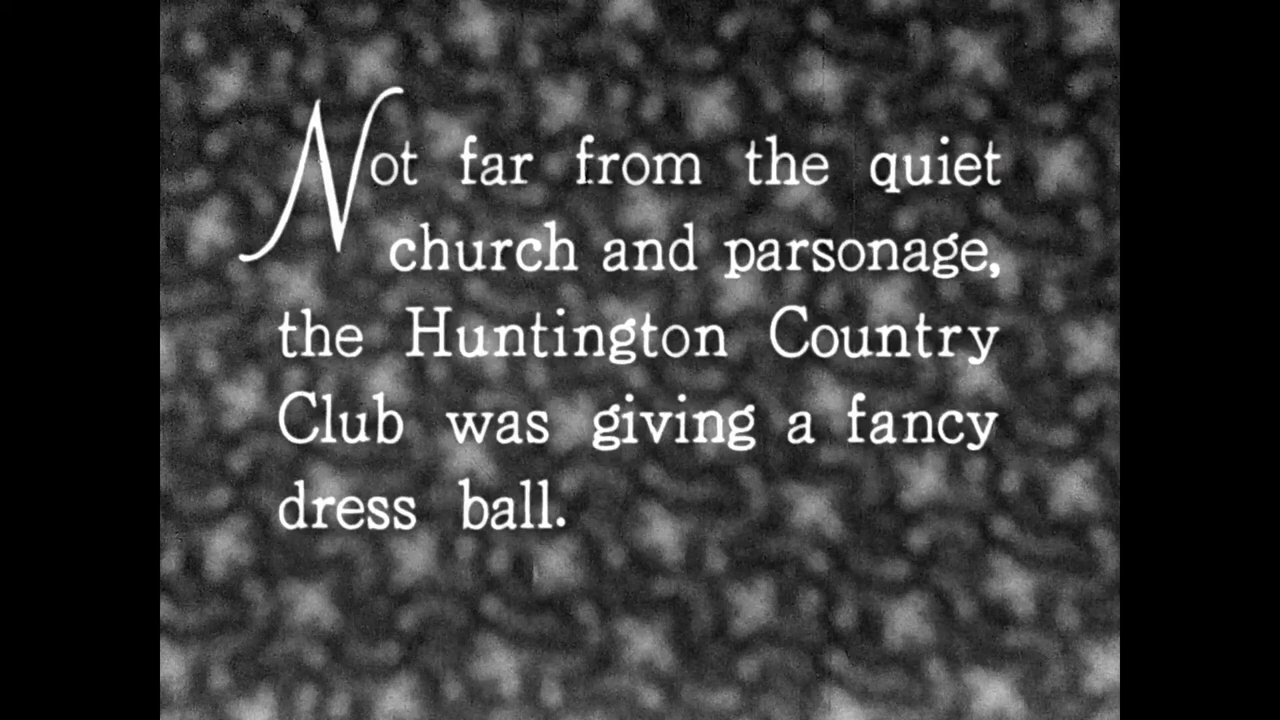 Not far from the quiet
church and parsonage,
the Huntington Country
Club was giving a fancy
dress ball.